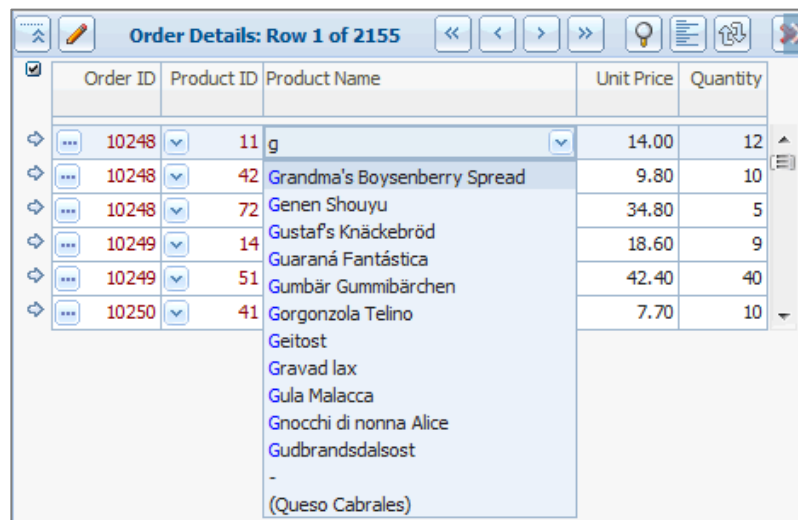 Order Details: Row 1 of 2155
Order ID Product ID Product Name Unit Price Quantity
10248 11 g 14.00 12
10248 42 Grandma's Boysenberry Spread 9.80 10
Genen Shouyu
10248 72 34.80 5
Gustaf's Knäckebröd
10249 14 18.60 9
Guaraná Fantástica
10249 51 Gumbär Gummibärchen 42.40 40
10250 41 Gorgonzola Telino 7.70 10
Geitost
Gravad lax
Gula Malacca
Gnocchi di nonna Alice
Gudbrandsdalsost
-
(Queso Cabrales)